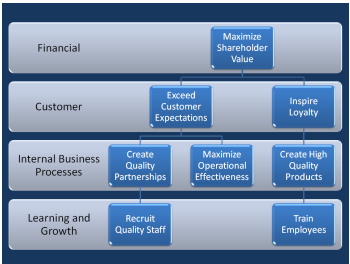 Financial
Maximize
Shareholder
Value
Customer
Exceed
Customer
Expectations
Inspire
Loyalty
Internal Business
Processes
Create
Quality
Partnerships
Maximize
Operational
Effectiveness
Create High
Quality
Products
Learning and
Growth
Recruit
Quality Staff
Train
Employees